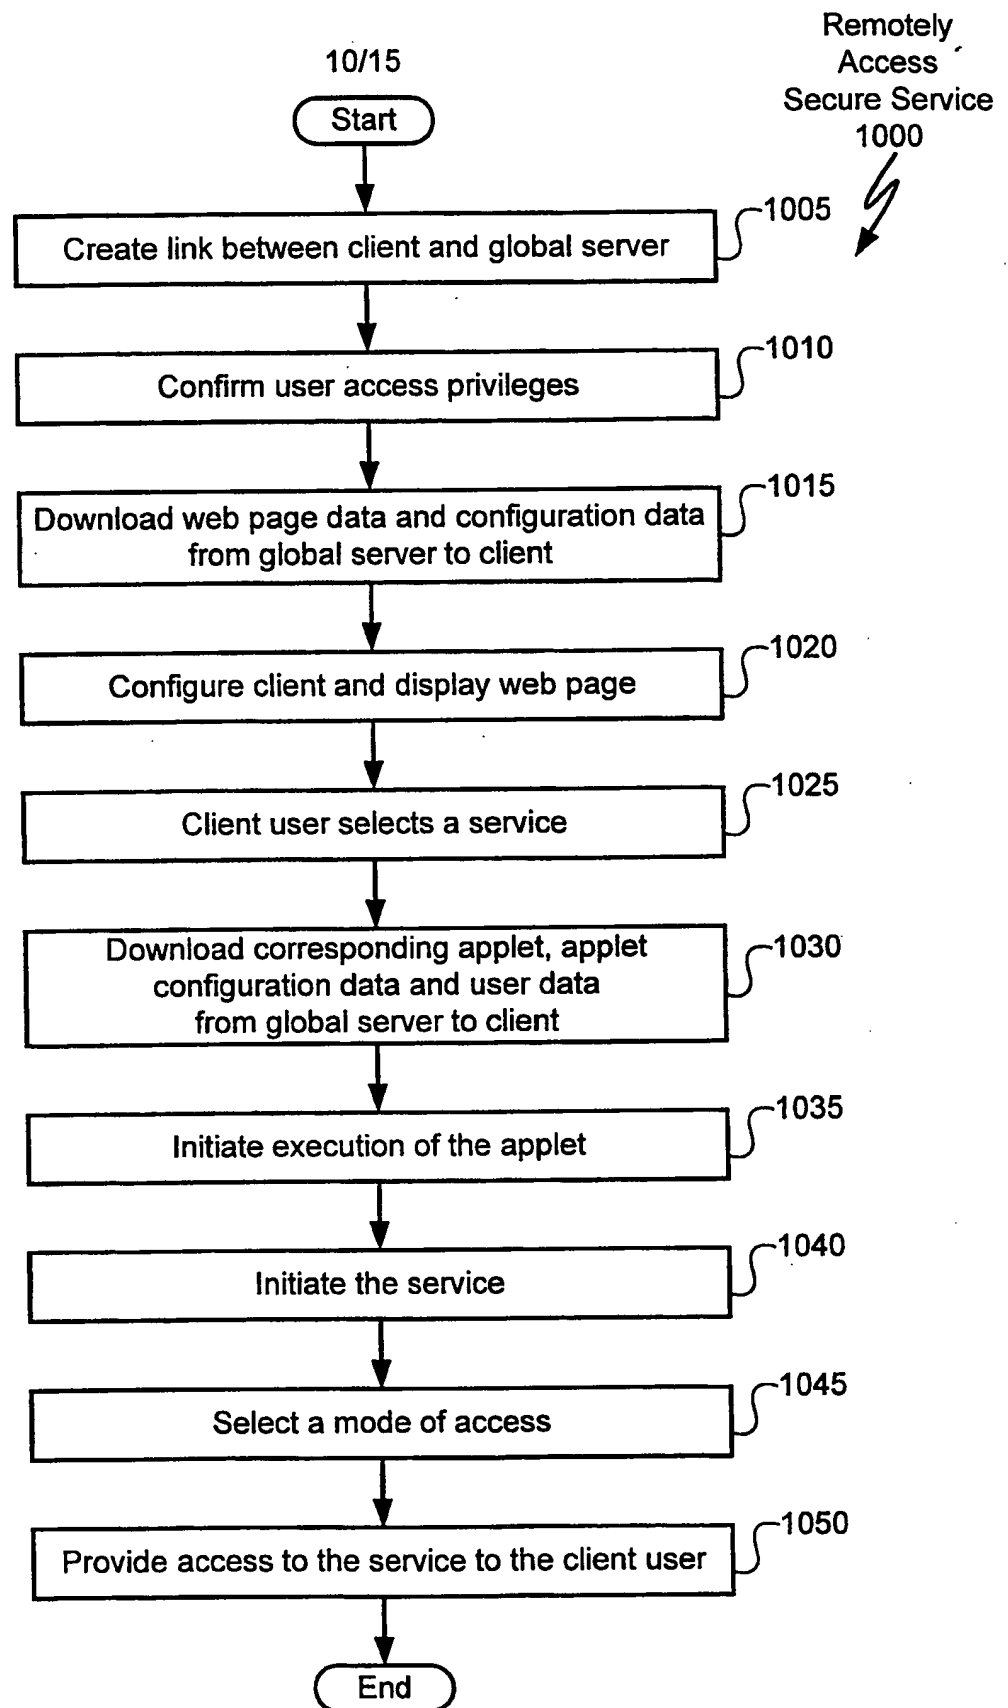 10/15
Remotely
Access
Secure Service
1000
Start
Create link between client and global server
1005
Confirm user access privileges
1010
Download web page data and configuration data
from global server to client
1015
Configure client and display web page
1020
Client user selects a service
1025
Download corresponding applet, applet
configuration data and user data
from global server to client
1030
Initiate execution of the applet
1035
Initiate the service
1040
Select a mode of access
1045
Provide access to the service to the client user
1050
End